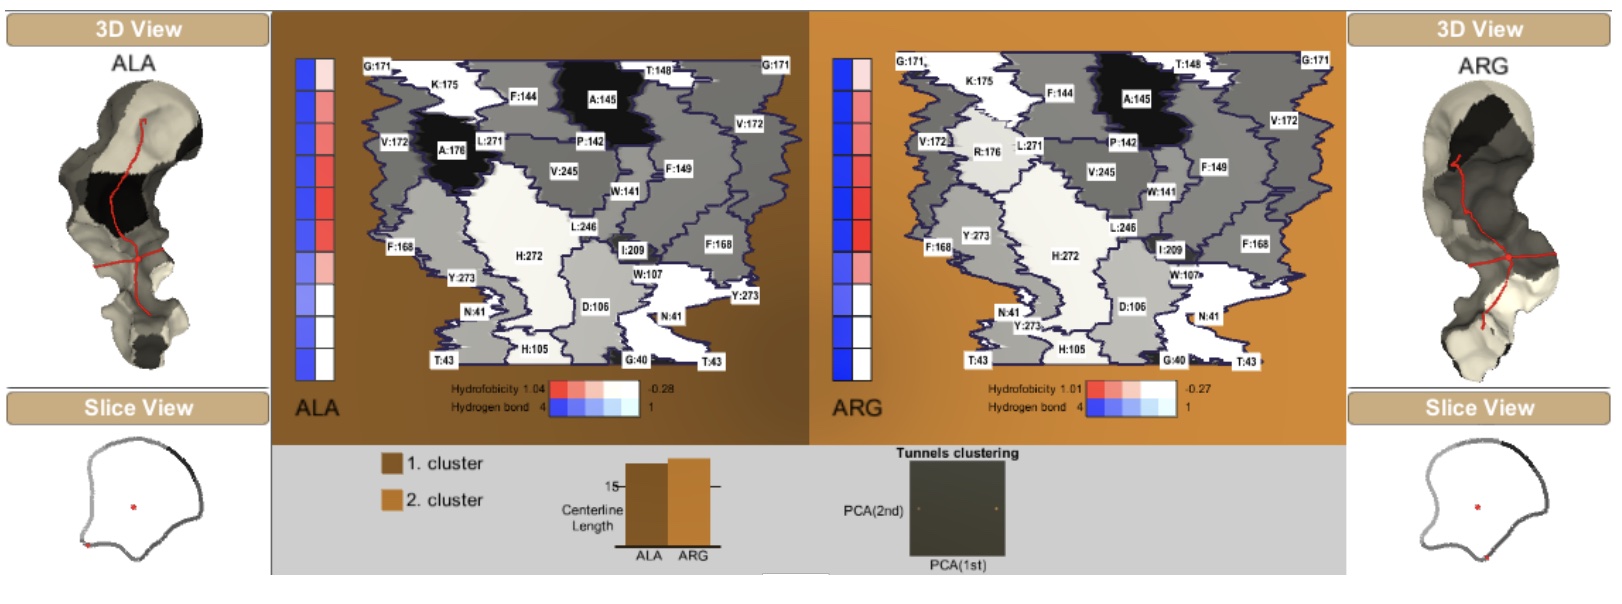 3D View
ALA
Slice View
G:171
K:175
F:144
A:145
T:148
G:171
V:172
A:176
L:271
P:142
V:172
V:245
W:141
F:149
F:168
H:272
L:246
I:209
F:168
Y:273
W:107
Y:273
N:41
D:106
N:41
T:43
H:105
G:40
T:43
Hydrofobicity 1.04 -0.28
Hydrogen bond 4 1
ALA
G:171
K:175
F:144
A:145
T:148
G:171
V:172
R:176
L:271
P:142
V:172
V:245
W:141
F:149
F:168
Y:273
H:272
L:246
I:209
F:168
W:107
N:41
Y:273
D:106
N:41
T:43
H:105
G:40
T:43
Hydrofobicity 1.01 -0.27
Hydrogen bond 4 1
ARG
3D View
ARG
Slice View
1. cluster
2. cluster
15
Centerline
Length
ALA ARG
Tunnels clustering
PCA(2nd)
PCA(1st)